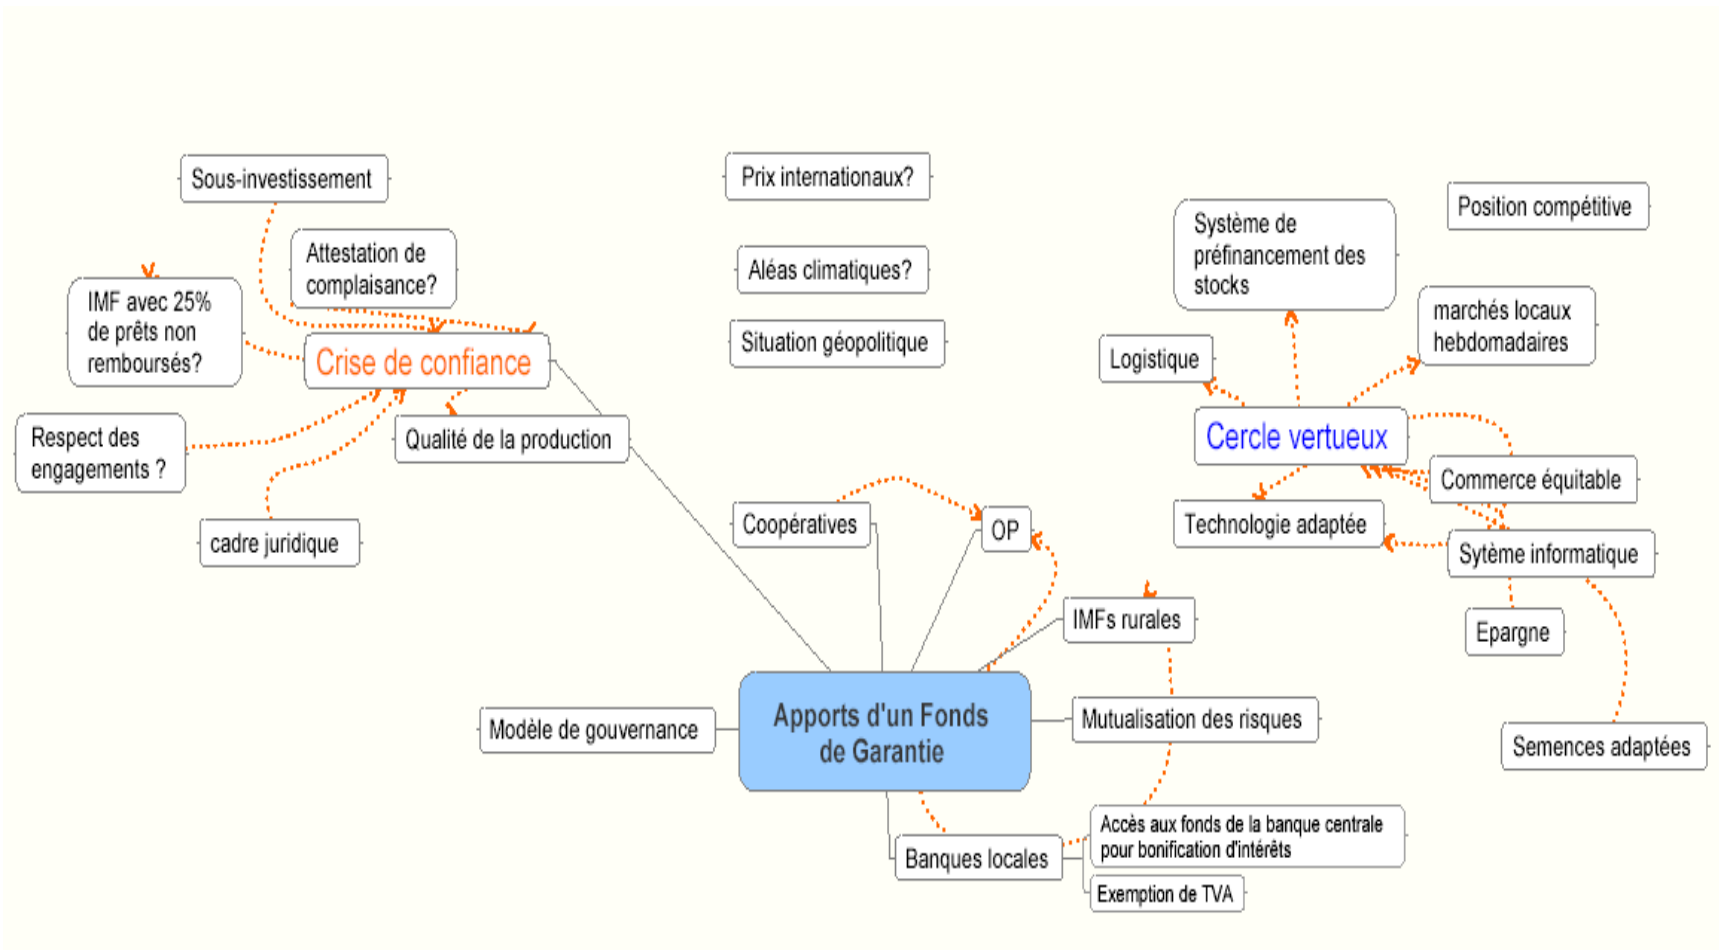 Sous-investissement
Attestation de
complaisance?
IMF avec 25%
de prêts non
remboursés?
Crise de confiance
Respect des
engagements ?
Qualité de la production
cadre juridique
Prix internationaux?
Aléas climatiques?
Situation géopolitique
Système de
préfinancement des
stocks
Position compétitive
marchés locaux
hebdomadaires
Logistique
Cercle vertueux
Commerce équitable
Technologie adaptée
Sytème informatique
Epargne
Semences adaptées
Coopératives
OP
IMFs rurales
Apports d'un Fonds
de Garantie
Modèle de gouvernance
Mutualisation des risques
Banques locales
Accès aux fonds de la banque centrale
pour bonification d'intérêts
Exemption de TVA